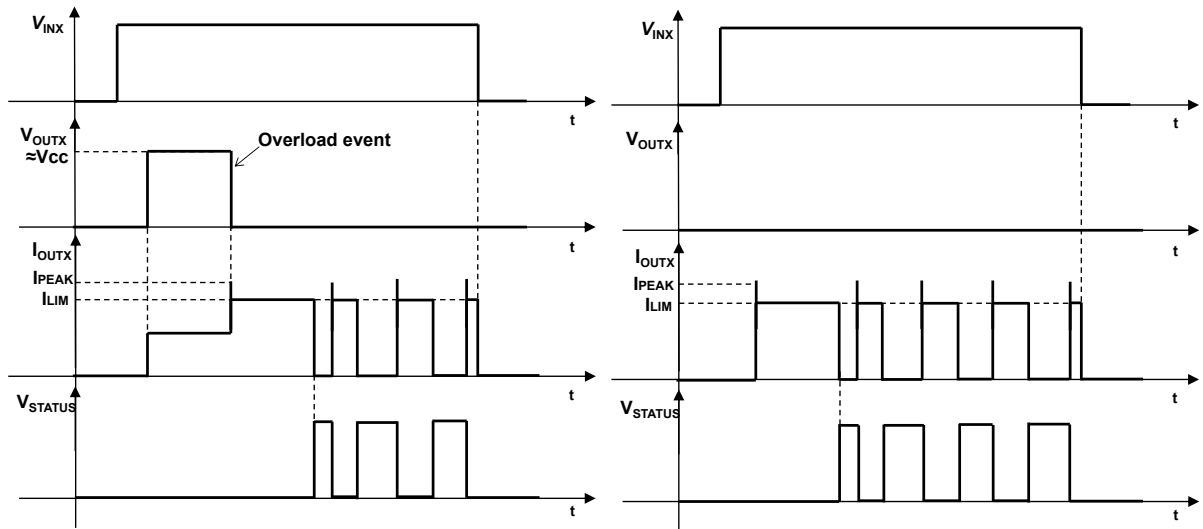 VINX
t
VOUTX
≈Vcc
Overload event
t
IOUTX
IPEAK
ILIM
t
VSTATUS
t
VINX
t
VOUTX
t
IOUTX
IPEAK
ILIM
t
VSTATUS
t